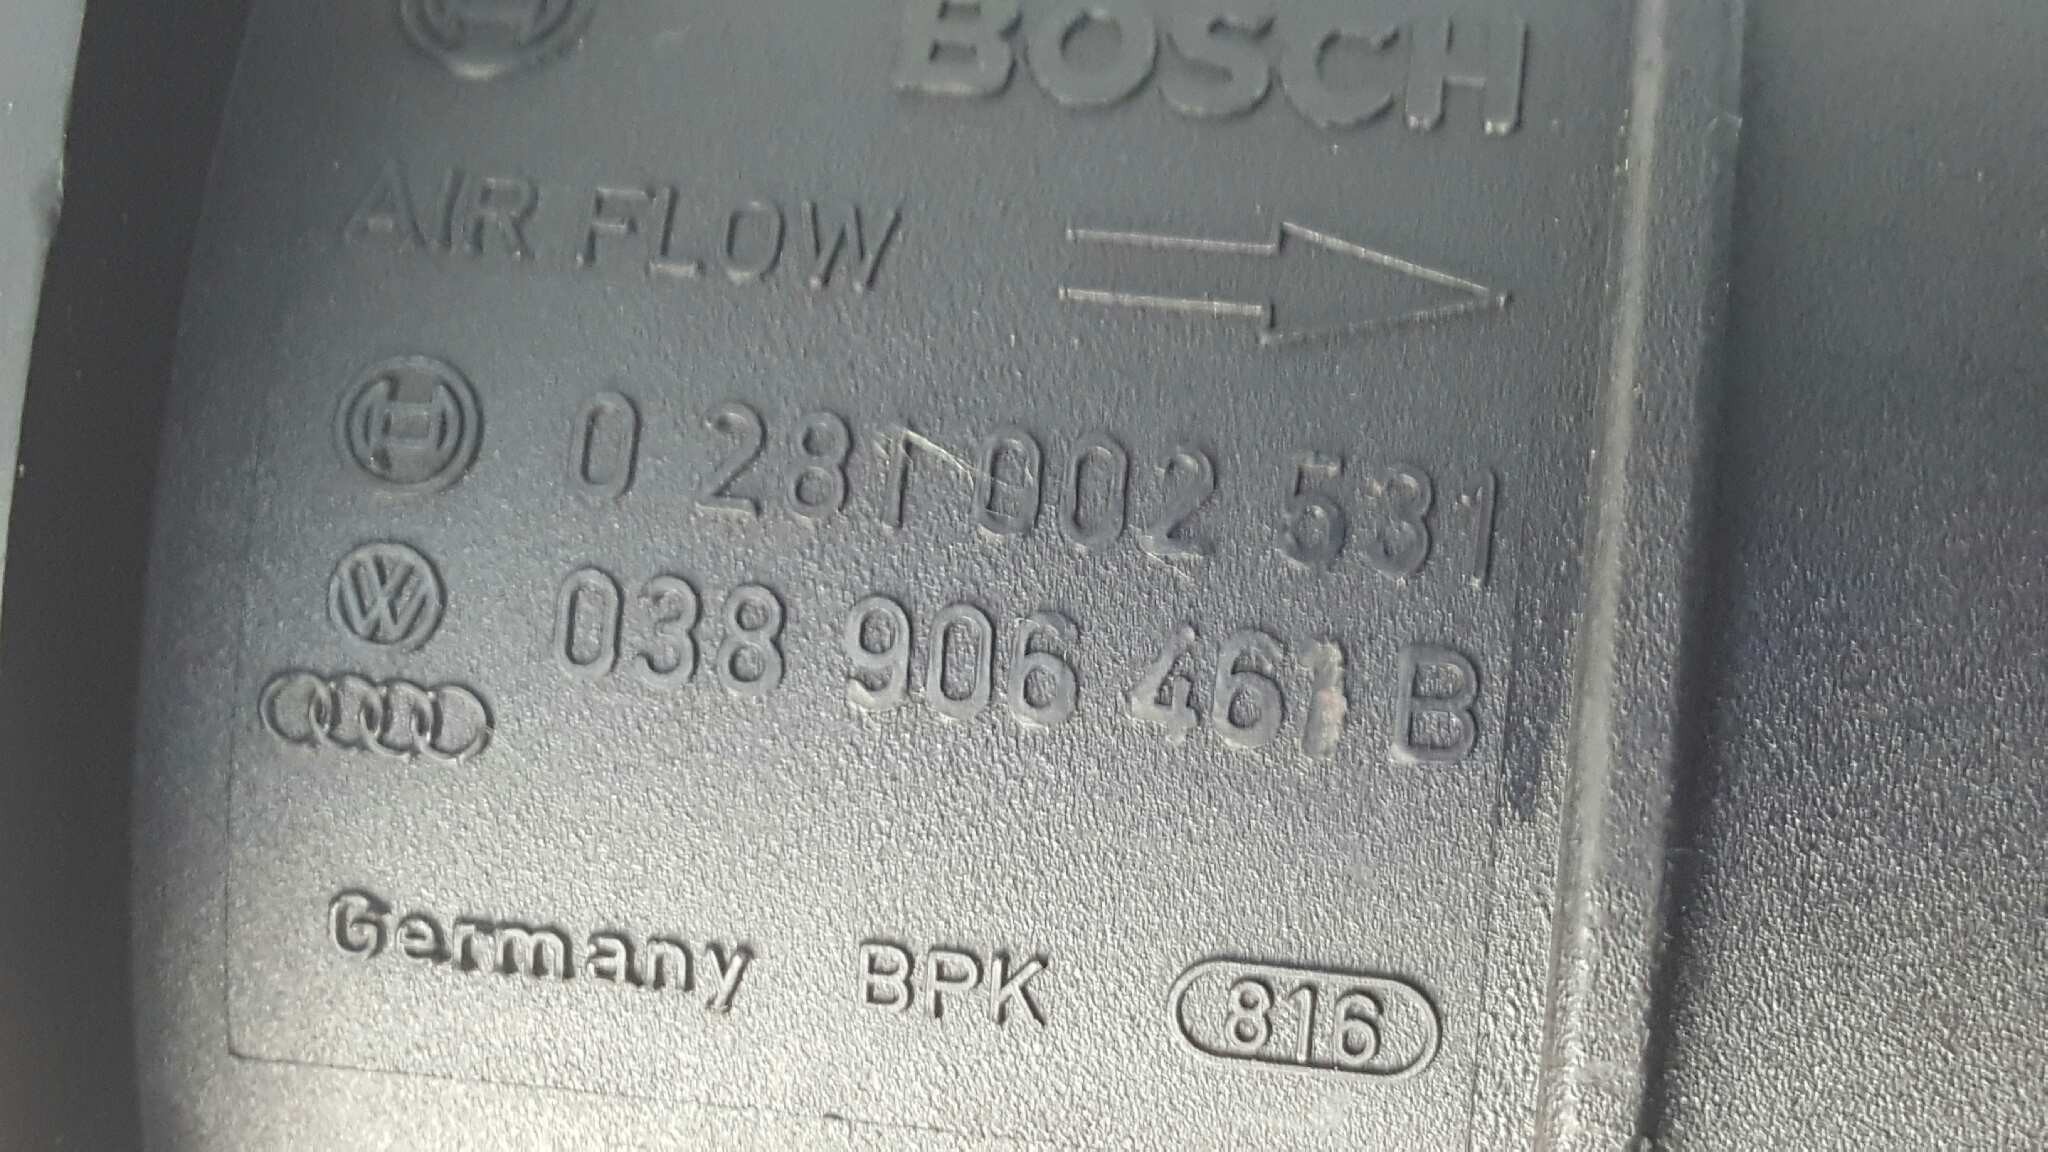 BOSCH
AIR FLOW
0 281 002 531
038 906 461 B
Germany BPK 816